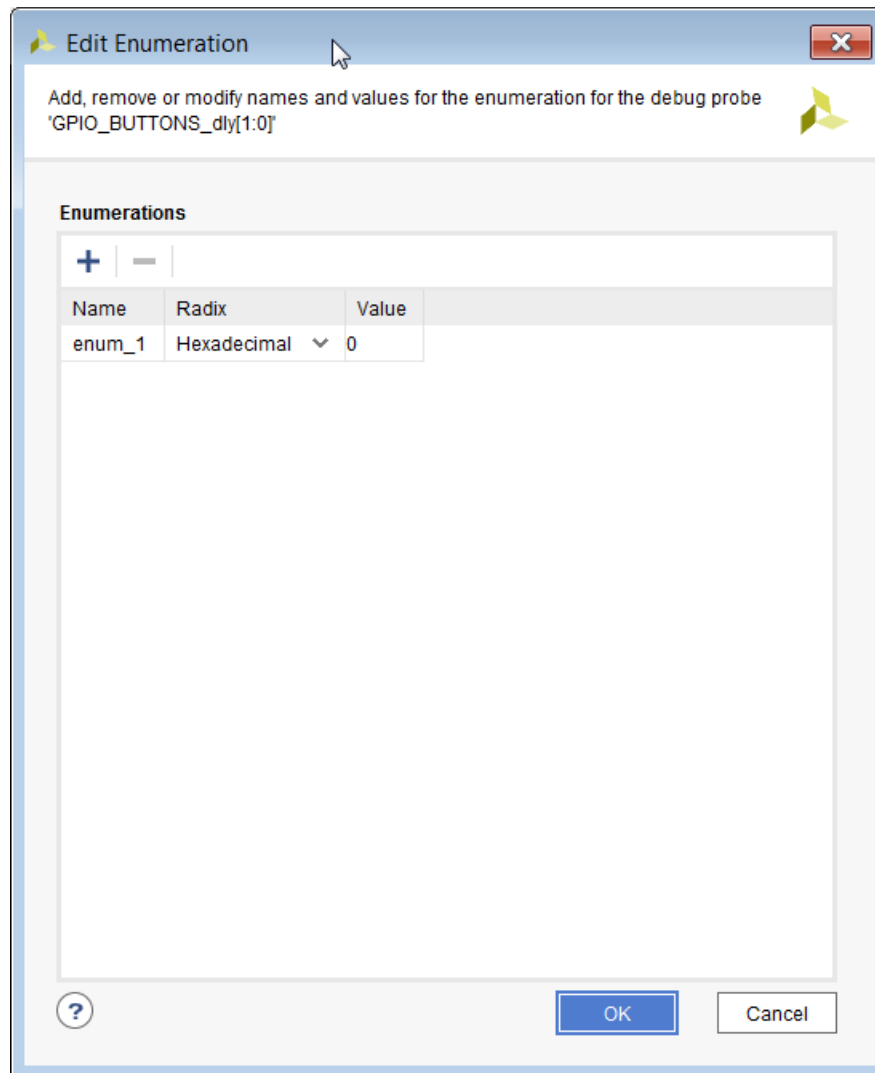 Edit Enumeration
Add, remove or modify names and values for the enumeration for the debug probe
'GPIO_BUTTONS_dly[1:0]'
Enumerations
Name Radix Value
enum_1 Hexadecimal 0
? OK Cancel